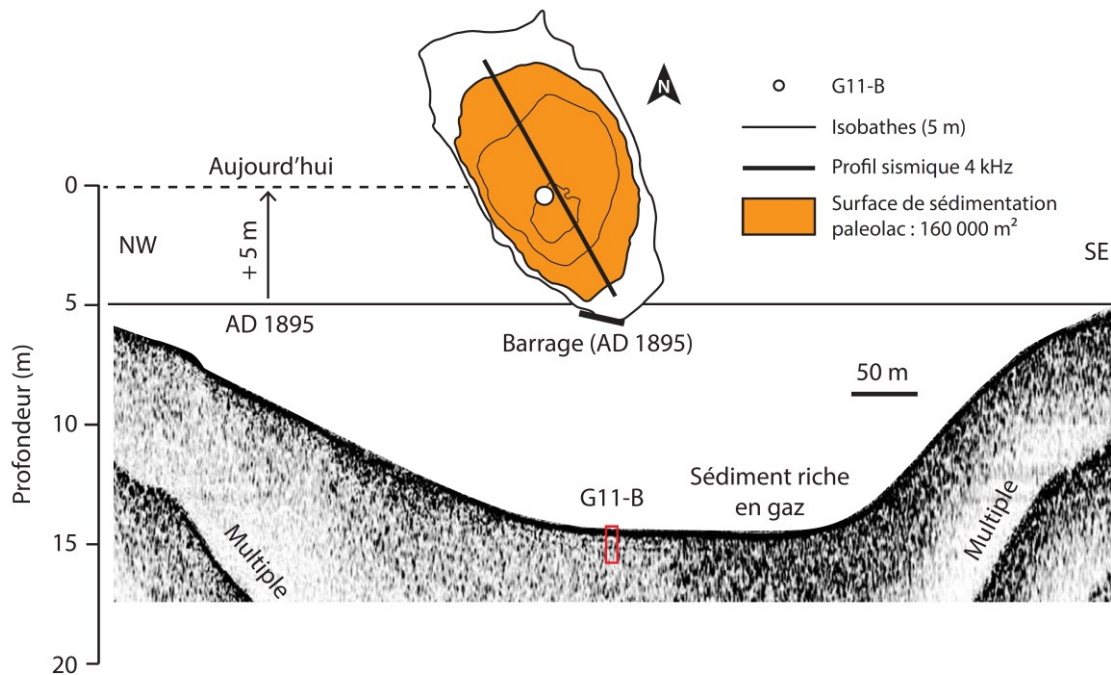 N
G11-B
Isobathes (5 m)
Profil sismique 4 kHz
Surface de sédimentation
paleolac : 160 000 m²
Aujourd'hui
0
NW
+ 5 m
SE
5
AD 1895
Barrage (AD 1895)
50 m
Profondeur (m)
10
G11-B
Sédiment riche
en gaz
15
Multiple
Multiple
20